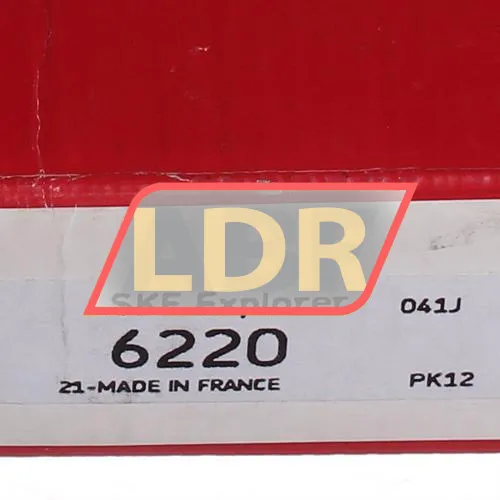 LDR
SKF Explorer
041J
6220
21-MADE IN FRANCE
PK12